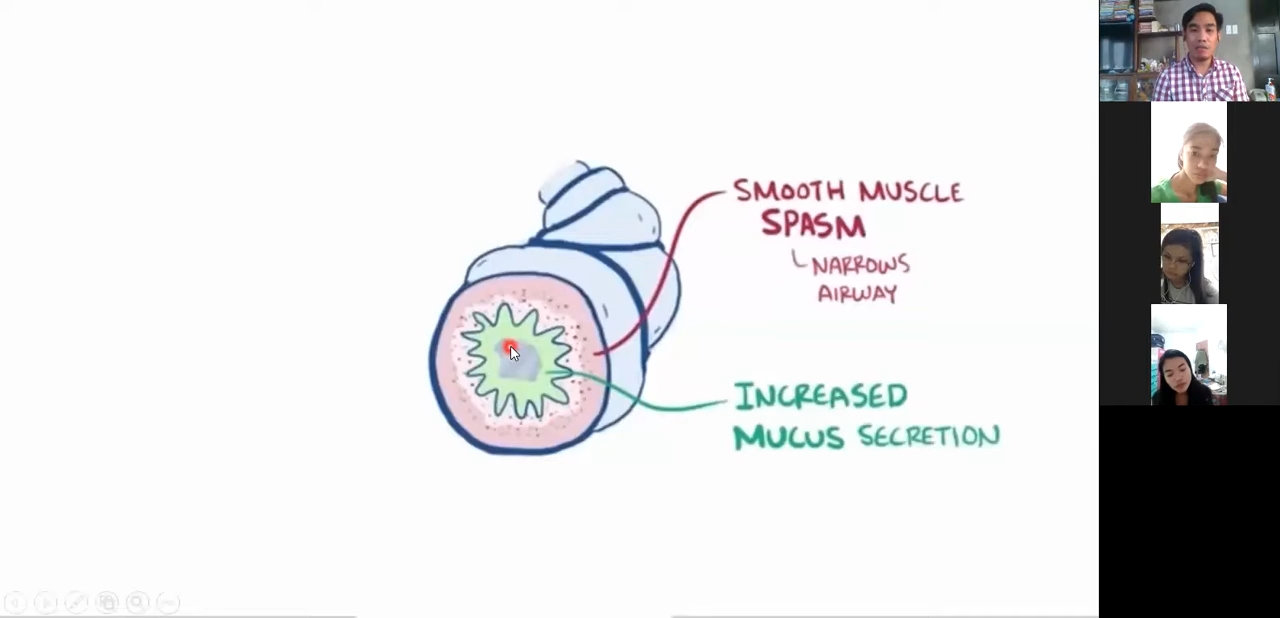 SMOOTH MUSCLE
SPASM
NARROWS
AIRWAY
INCREASED
MUCUS SECRETION